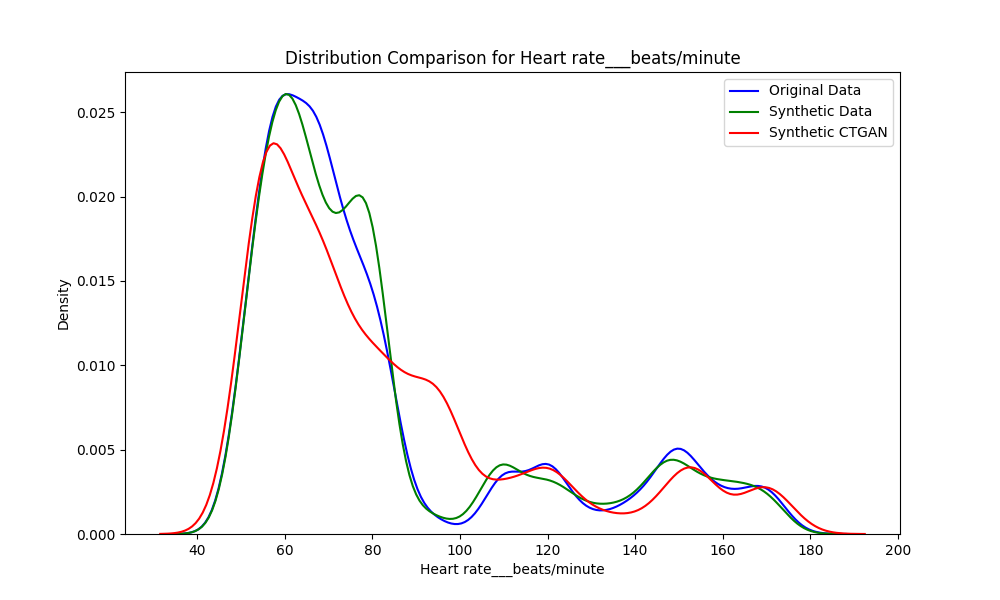 Distribution Comparison for Heart rate___beats/minute
Original Data
Synthetic Data
Synthetic CTGAN
Density
0.025
0.020
0.015
0.010
0.005
0.000
40 60 80 100 120 140 160 180 200
Heart rate___beats/minute